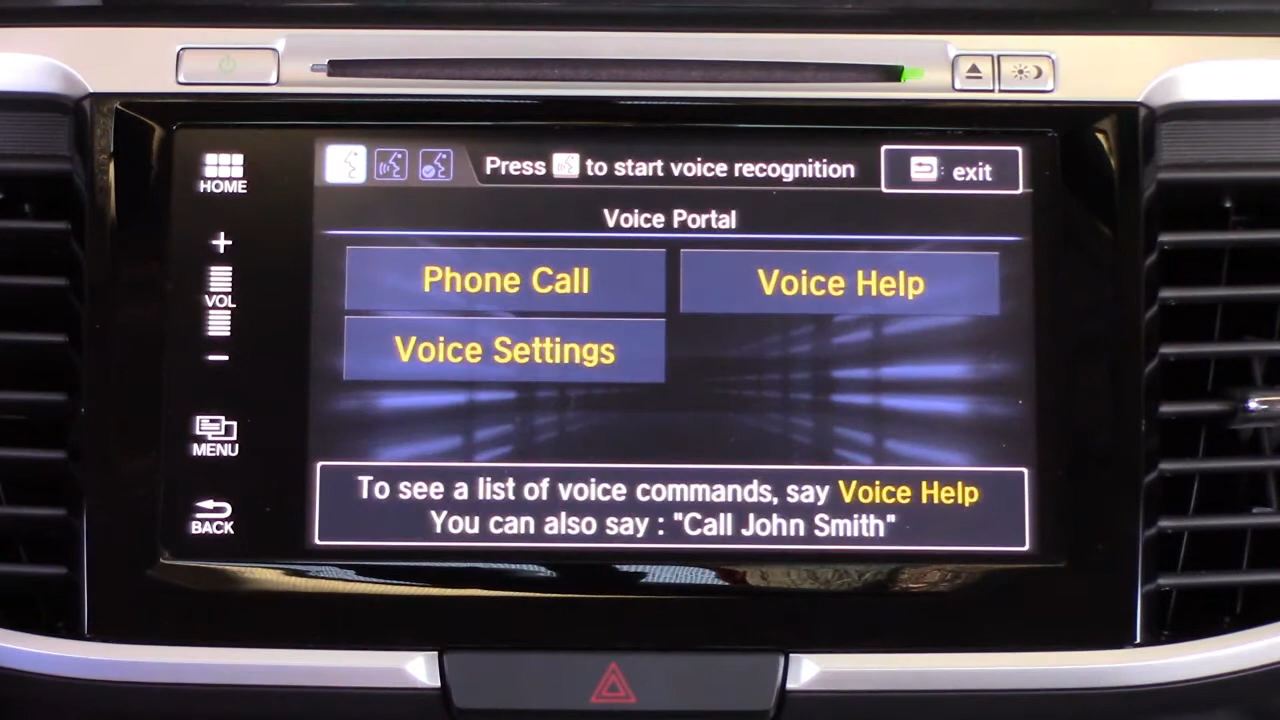 HOME
+
VOL
−
MENU
BACK
Press to start voice recognition
: exit
Voice Portal
Phone Call
Voice Help
Voice Settings
To see a list of voice commands, say Voice Help
You can also say : "Call John Smith"